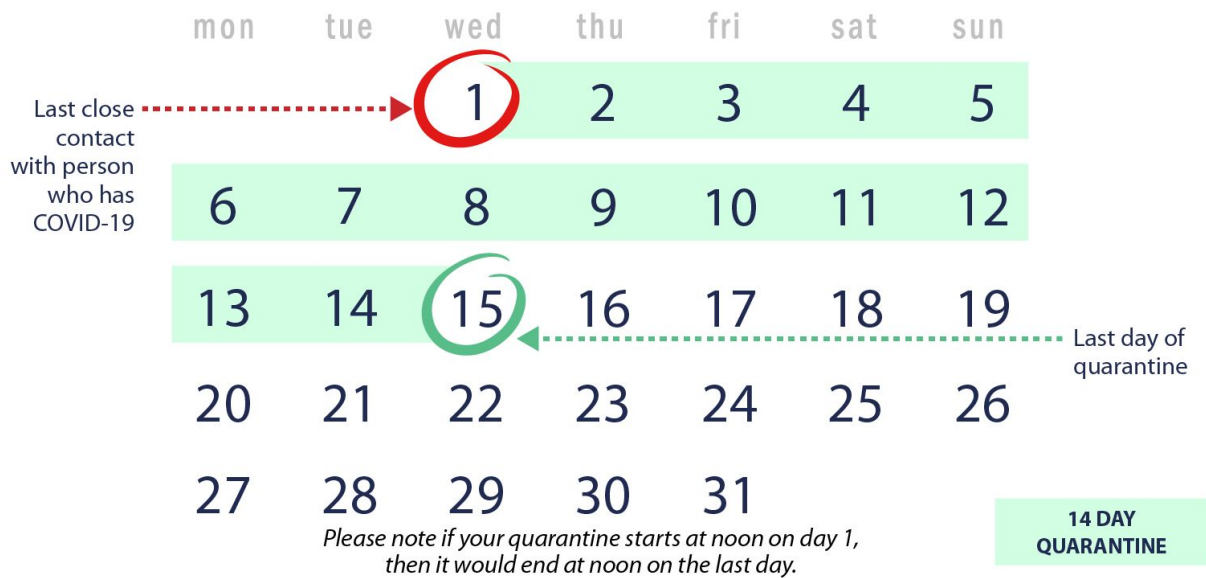 mon tue wed thu fri sat sun
Last close
contact
with person
who has
COVID-19
1 2 3 4 5
6 7 8 9 10 11 12
13 14 15 16 17 18 19
Last day of
quarantine
20 21 22 23 24 25 26
27 28 29 30 31
Please note if your quarantine starts at noon on day 1,
then it would end at noon on the last day.
14 DAY
QUARANTINE